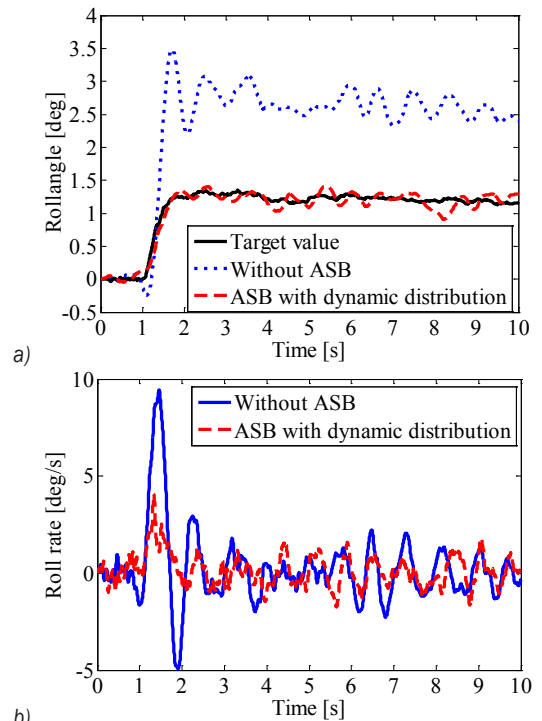 4
3.5
3
2.5
2
1.5
1
0.5
0
-0.5
Rollangle [deg]
Target value
Without ASB
ASB with dynamic distribution
0 1 2 3 4 5 6 7 8 9 10
Time [s]
a)
10
5
0
-5
Roll rate [deg/s]
Without ASB
ASB with dynamic distribution
0 1 2 3 4 5 6 7 8 9 10
Time [s]
b)